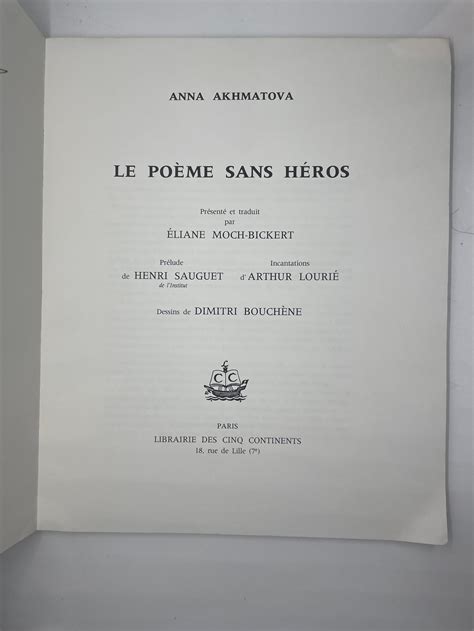 ANNA AKHMATOVA
LE POÈME SANS HÉROS
Présenté et traduit
par
ÉLIANE MOCH-BICKERT
Prélude
de HENRI SAUGUET
de l'Institut
Incantations
d'ARTHUR LOURIÉ
Dessins de DIMITRI BOUCHÈNE
C C
PARIS
LIBRAIRIE DES CINQ CONTINENTS
18, rue de Lille (7e)